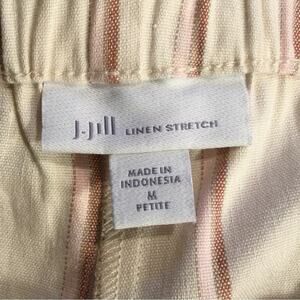 J.Jill LINEN STRETCH
MADE IN
INDONESIA
M
PETITE